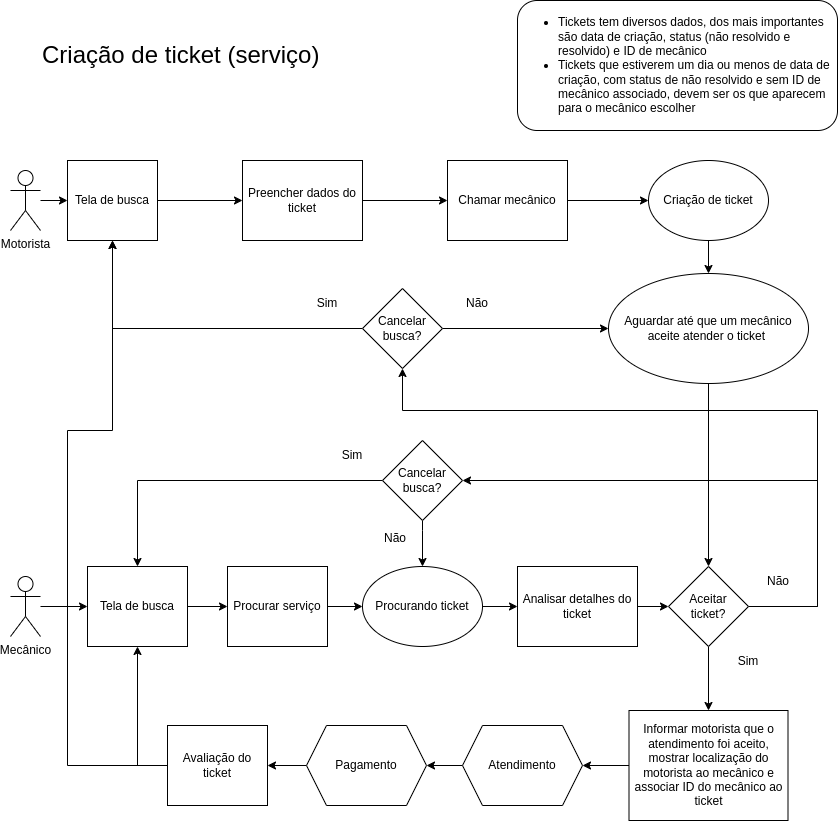 Tickets tem diversos dados, dos mais importantes
são data de criação, status (não resolvido e
resolvido) e ID de mecânico
Tickets que estiverem um dia ou menos de data de
criação, com status de não resolvido e sem ID de
mecânico associado, devem ser os que aparecem
para o mecânico escolher
Criação de ticket (serviço)
Motorista
Tela de busca
Preencher dados do
ticket
Chamar mecânico
Criação de ticket
Sim
Cancelar
busca?
Não
Aguardar até que um mecânico
aceite atender o ticket
Sim
Cancelar
busca?
Não
Mecânico
Tela de busca
Procurar serviço
Procurando ticket
Analisar detalhes do
ticket
Aceitar
ticket?
Não
Sim
Avaliação do
ticket
Pagamento
Atendimento
Informar motorista que o
atendimento foi aceito,
mostrar localização do
motorista ao mecânico e
associar ID do mecânico ao
ticket